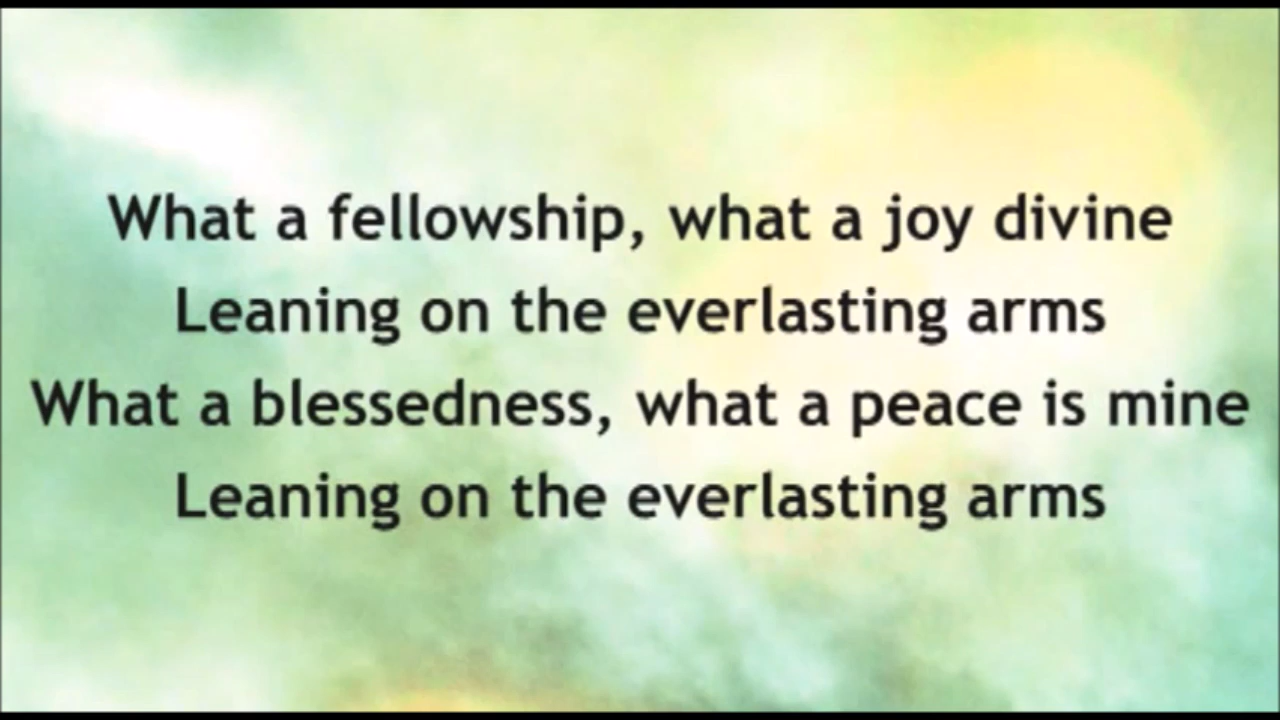 What a fellowship, what a joy divine
Leaning on the everlasting arms
What a blessedness, what a peace is mine
Leaning on the everlasting arms